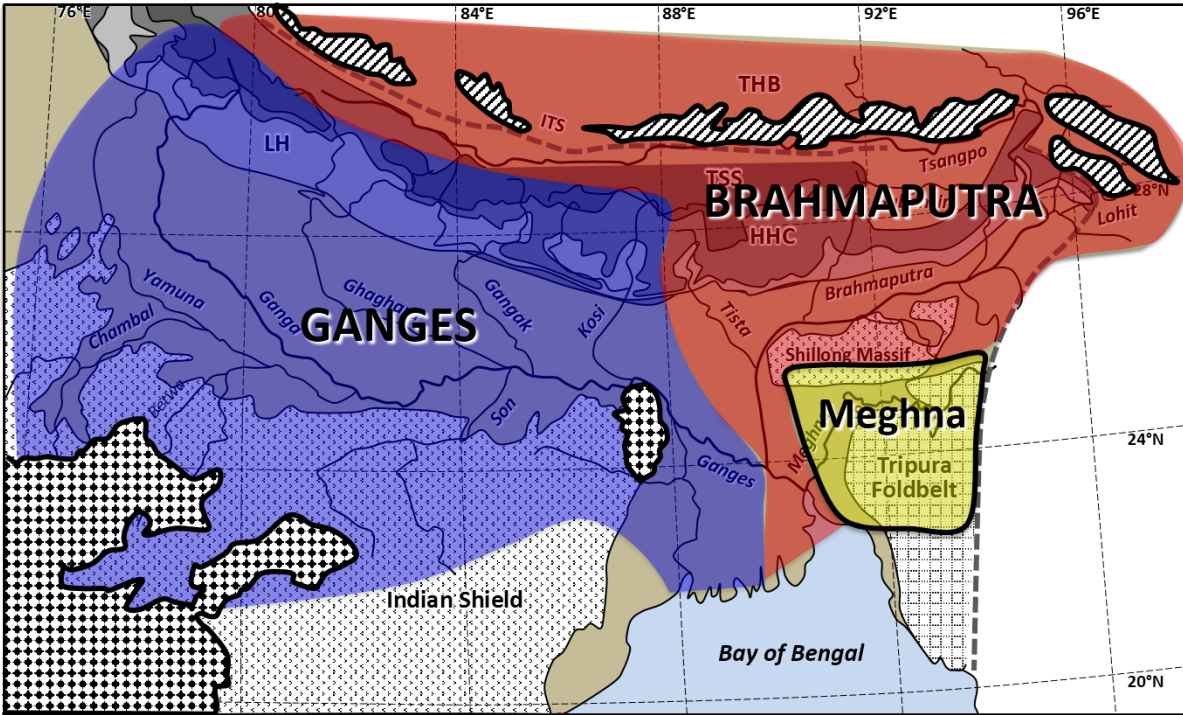 76°E
80
84°E
88°E
92°E
96°E
THB
ITS
LH
Tsangpo
TSS
28°N
BRAHMAPUTRA
Lohit
HHC
Brahmaputra
Yamuna
Ganga
Gangak
Kosi
Tista
GANGES
Chambal
Shillong Massif
Betwa
Son
Meghna
24°N
Ganges
Tripura
Foldbelt
Indian Shield
Bay of Bengal
20°N